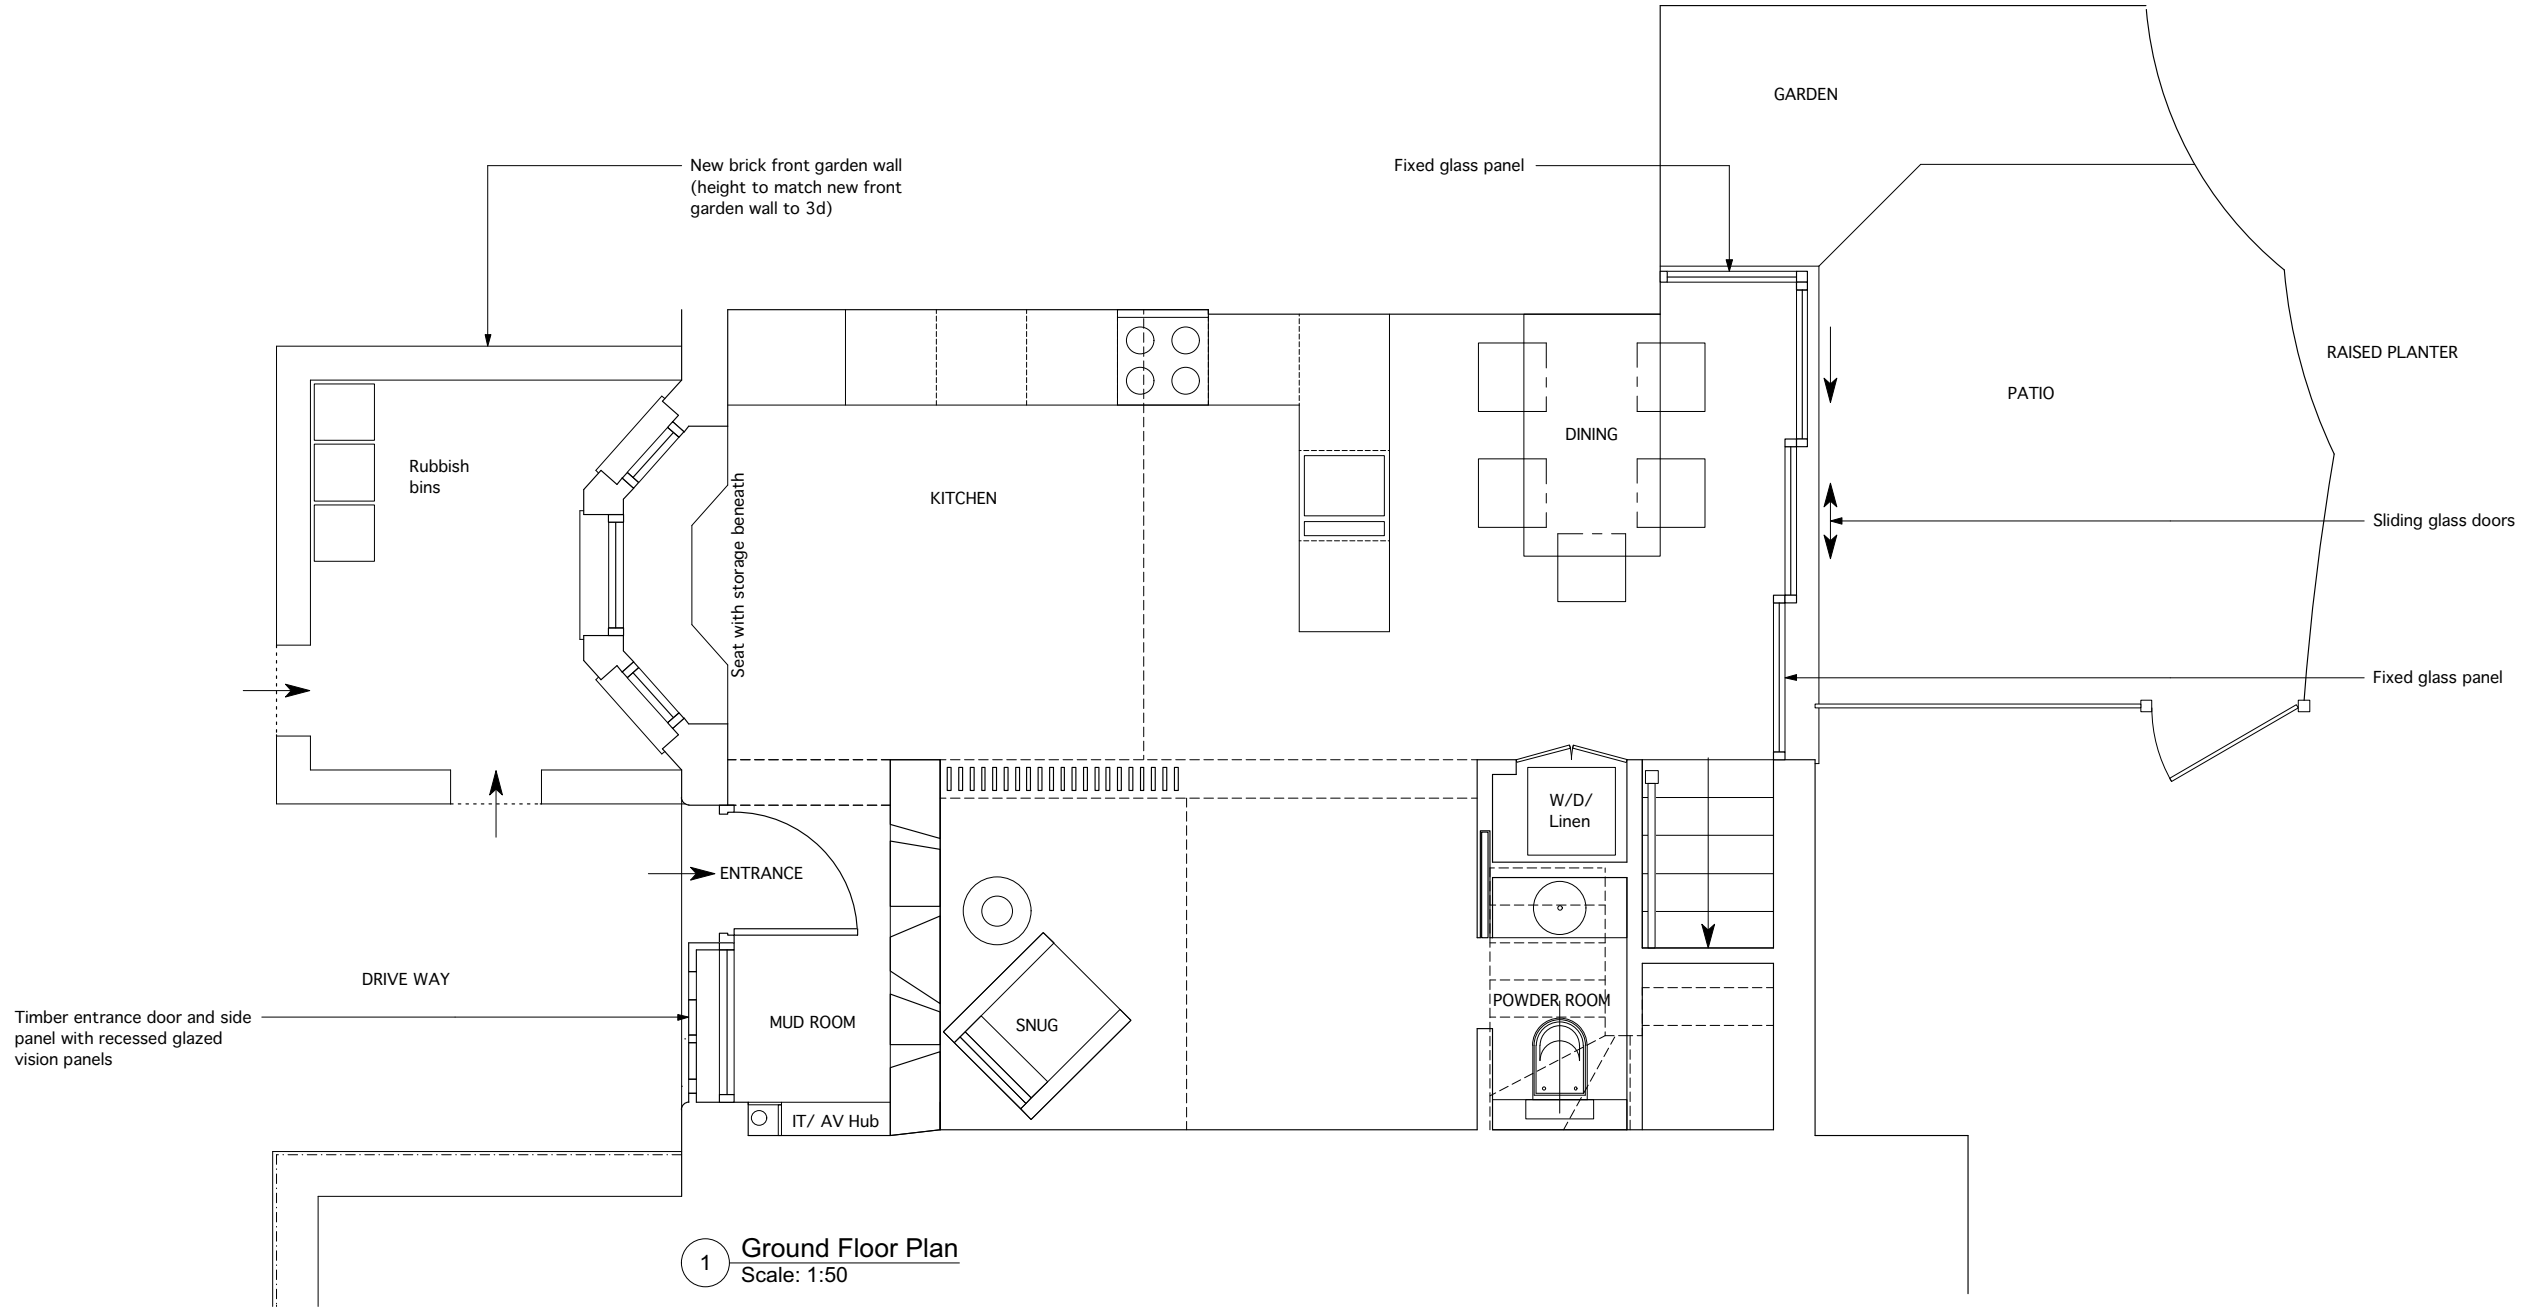 GARDEN
New brick front garden wall
(height to match new front
garden wall to 3d)
Fixed glass panel
RAISED PLANTER
PATIO
DINING
Rubbish
bins
KITCHEN
Seat with storage beneath
Sliding glass doors
Fixed glass panel
W/D/
Linen
ENTRANCE
DRIVE WAY
POWDER ROOM
Timber entrance door and side
panel with recessed glazed
vision panels
MUD ROOM
SNUG
IT/ AV Hub
1
Ground Floor Plan
Scale: 1:50